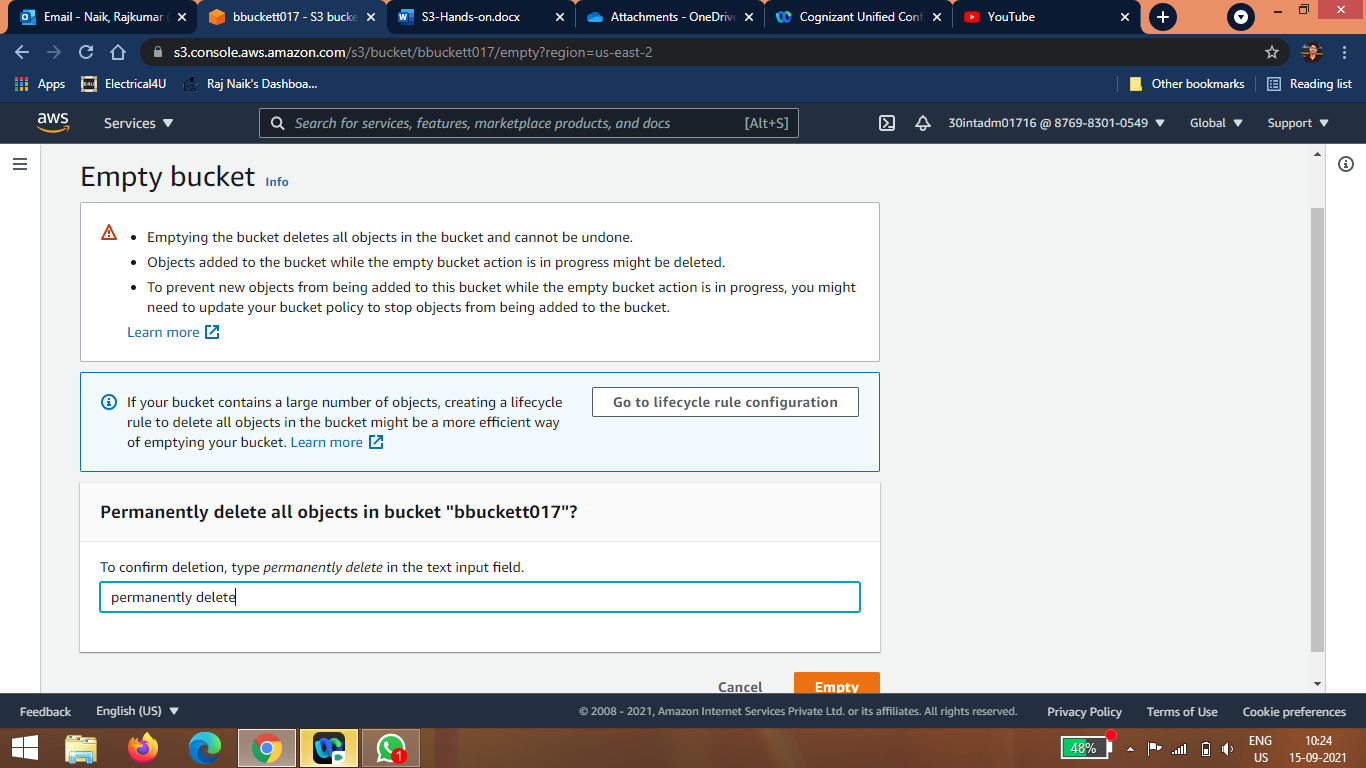 Email - Naik, Rajkumar
bbuckett017 - S3 bucke
S3-Hands-on.docx
Attachments - OneDrive
Cognizant Unified Conf
YouTube
s3.console.aws.amazon.com/s3/bucket/bbuckett017/empty?region=us-east-2
Apps
Electrical4U
Raj Naik's Dashboa...
Other bookmarks
Reading list
aws
Services
Search for services, features, marketplace products, and docs
[Alt+S]
30intadm01716 @ 8769-8301-0549
Global
Support
Empty bucket
Info
Emptying the bucket deletes all objects in the bucket and cannot be undone.
Objects added to the bucket while the empty bucket action is in progress might be deleted.
To prevent new objects from being added to this bucket while the empty bucket action is in progress, you might
need to update your bucket policy to stop objects from being added to the bucket.
Learn more
If your bucket contains a large number of objects, creating a lifecycle
rule to delete all objects in the bucket might be a more efficient way
of emptying your bucket. Learn more
Go to lifecycle rule configuration
Permanently delete all objects in bucket "bbuckett017"?
To confirm deletion, type permanently delete in the text input field.
permanently delete
Cancel
Empty
Feedback
English (US)
© 2008 - 2021, Amazon Internet Services Private Ltd. or its affiliates. All rights reserved.
Privacy Policy
Terms of Use
Cookie preferences
1
48%
ENG
US
10:24
15-09-2021